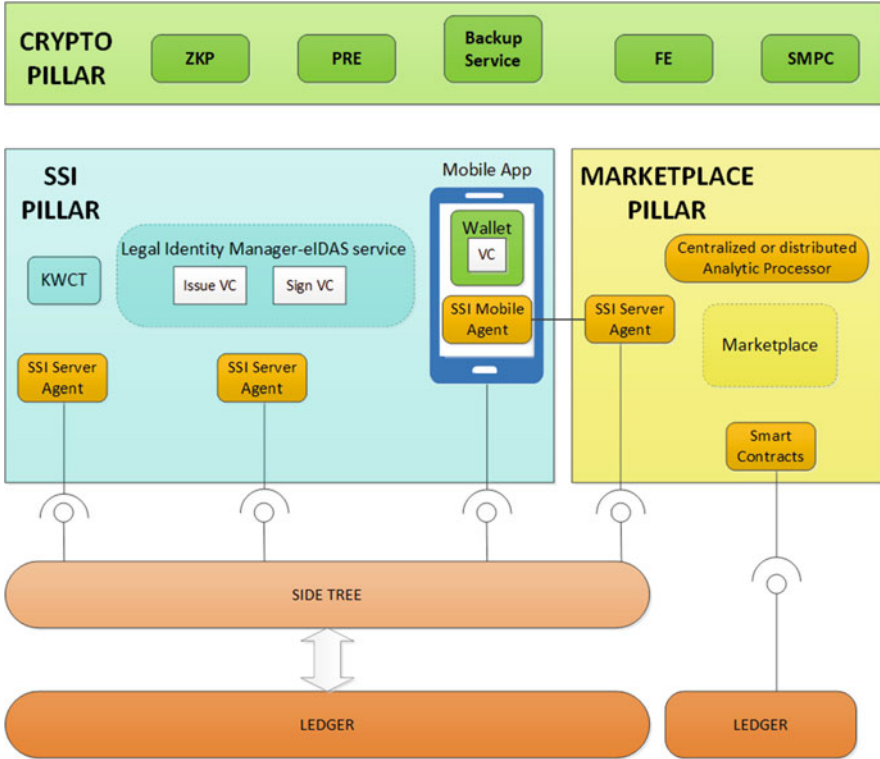 CRYPTO
PILLAR
ZKP
PRE
Backup
Service
FE
SMPC
SSI
PILLAR
Mobile App
MARKETPLACE
PILLAR
Legal Identity Manager-eIDAS service
KWCT
Issue VC
Sign VC
Wallet
VC
Centralized or distributed
Analytic Processor
SSI Mobile
Agent
SSI Server
Agent
Marketplace
SSI Server
Agent
SSI Server
Agent
Smart
Contracts
SIDE TREE
LEDGER
LEDGER